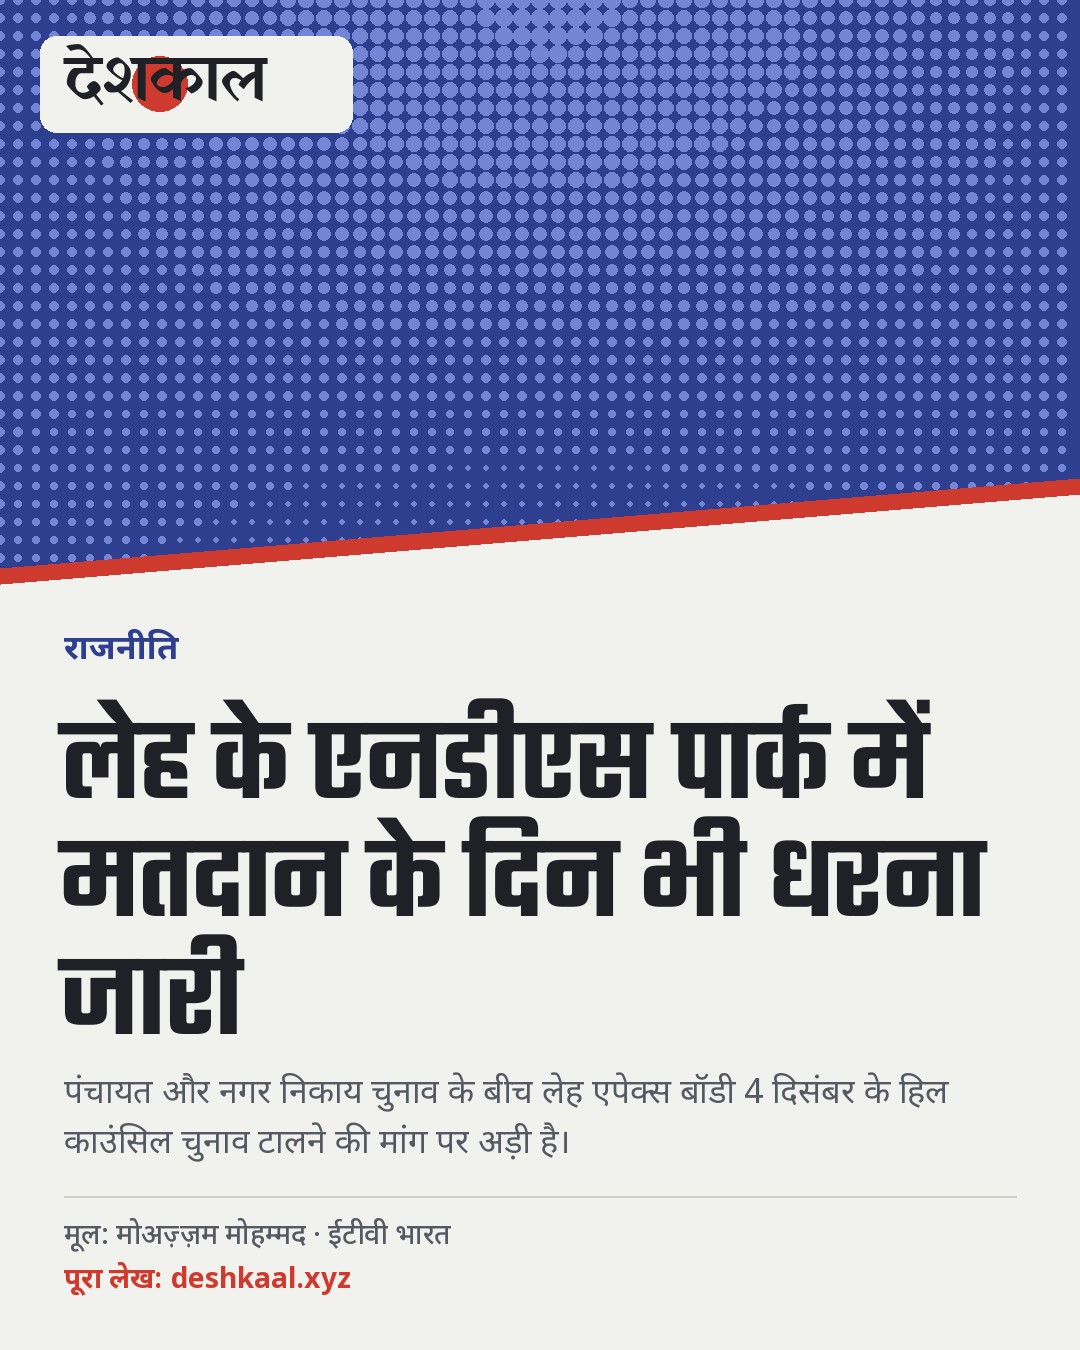 देशकाल
राजनीति
लेह के एनडीएस पार्क में
मतदान के दिन भी धरना
जारी
पंचायत और नगर निकाय चुनाव के बीच लेह एपेक्स बॉडी 4 दिसंबर के हिल
काउंसिल चुनाव टालने की मांग पर अड़ी है।
मूल: मोअज़्ज़म मोहम्मद · ईटीवी भारत
पूरा लेख: deshkaal.xyz